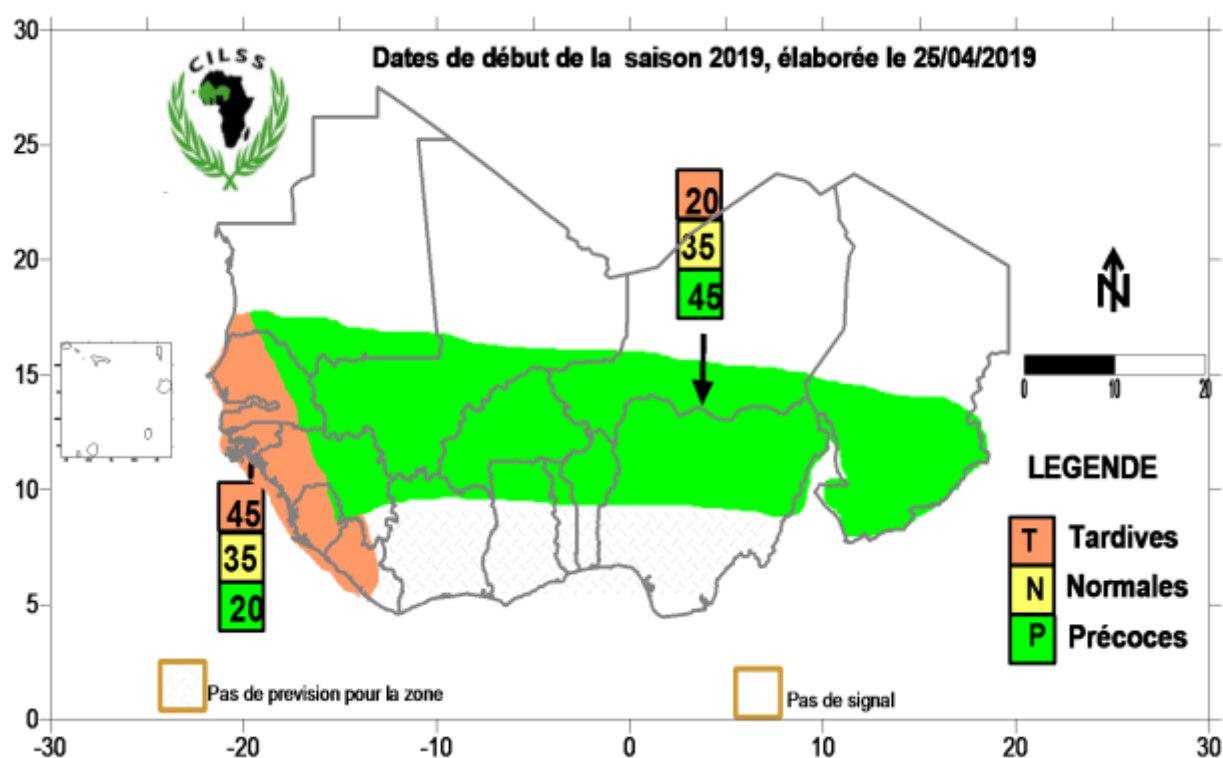 CILSS
Dates de début de la saison 2019, élaborée le 25/04/2019
30
25
20
15
10
5
0
20
35
45
45
35
20
N
0 10 20
LEGENDE
T Tardives
N Normales
P Précoces
Pas de prevision pour la zone
Pas de signal
-30 -20 -10 0 10 20 30